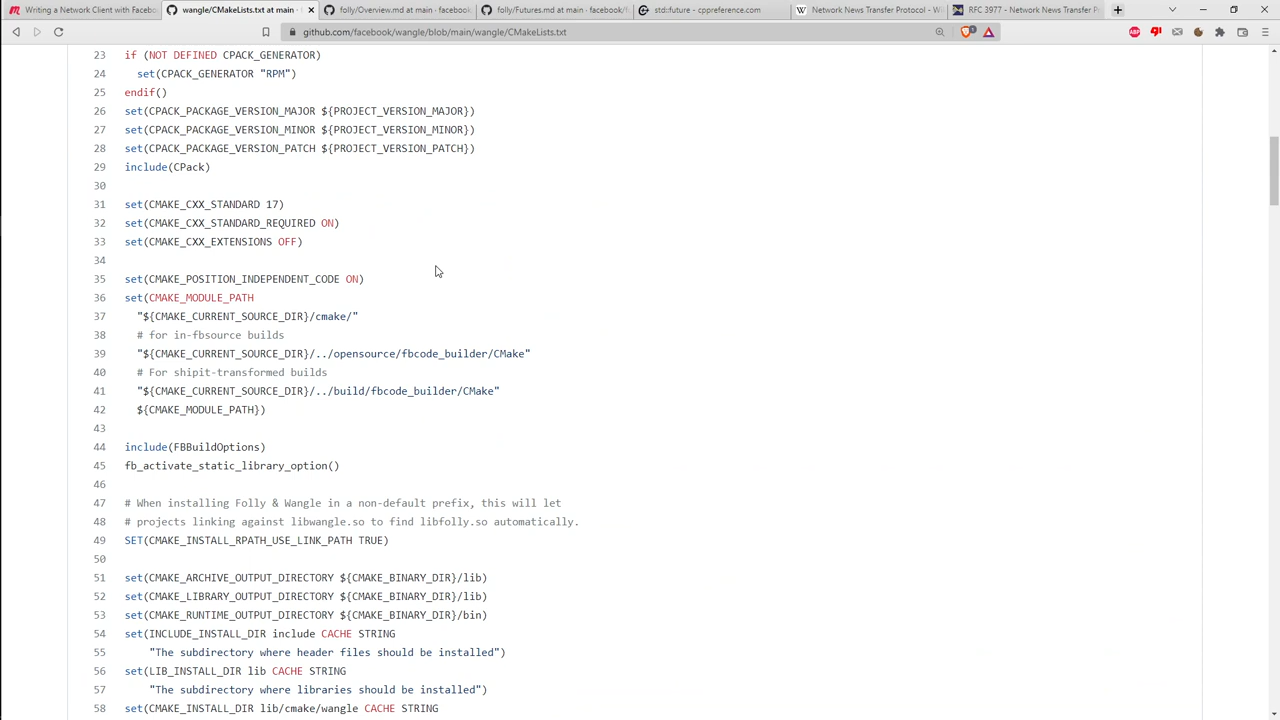 Writing a Network Client with Facebo
wangle/CMakeLists.txt at main ·
folly/Overview.md at main · facebook
folly/Futures.md at main · facebook/f
std::future - cppreference.com
Network News Transfer Protocol - Wi
RFC 3977 - Network News Transfer Pr
github.com/facebook/wangle/blob/main/wangle/CMakeLists.txt
23 if (NOT DEFINED CPACK_GENERATOR)
24 set(CPACK_GENERATOR "RPM")
25 endif()
26 set(CPACK_PACKAGE_VERSION_MAJOR ${PROJECT_VERSION_MAJOR})
27 set(CPACK_PACKAGE_VERSION_MINOR ${PROJECT_VERSION_MINOR})
28 set(CPACK_PACKAGE_VERSION_PATCH ${PROJECT_VERSION_PATCH})
29 include(CPack)
30
31 set(CMAKE_CXX_STANDARD 17)
32 set(CMAKE_CXX_STANDARD_REQUIRED ON)
33 set(CMAKE_CXX_EXTENSIONS OFF)
34
35 set(CMAKE_POSITION_INDEPENDENT_CODE ON)
36 set(CMAKE_MODULE_PATH
37 "${CMAKE_CURRENT_SOURCE_DIR}/cmake/"
38 # for in-fbsource builds
39 "${CMAKE_CURRENT_SOURCE_DIR}/../opensource/fbcode_builder/CMake"
40 # For shipit-transformed builds
41 "${CMAKE_CURRENT_SOURCE_DIR}/../build/fbcode_builder/CMake"
42 ${CMAKE_MODULE_PATH})
43
44 include(FBBuildOptions)
45 fb_activate_static_library_option()
46
47 # When installing Folly & Wangle in a non-default prefix, this will let
48 # projects linking against libwangle.so to find libfolly.so automatically.
49 SET(CMAKE_INSTALL_RPATH_USE_LINK_PATH TRUE)
50
51 set(CMAKE_ARCHIVE_OUTPUT_DIRECTORY ${CMAKE_BINARY_DIR}/lib)
52 set(CMAKE_LIBRARY_OUTPUT_DIRECTORY ${CMAKE_BINARY_DIR}/lib)
53 set(CMAKE_RUNTIME_OUTPUT_DIRECTORY ${CMAKE_BINARY_DIR}/bin)
54 set(INCLUDE_INSTALL_DIR include CACHE STRING
55 "The subdirectory where header files should be installed")
56 set(LIB_INSTALL_DIR lib CACHE STRING
57 "The subdirectory where libraries should be installed")
58 set(CMAKE_INSTALL_DIR lib/cmake/wangle CACHE STRING